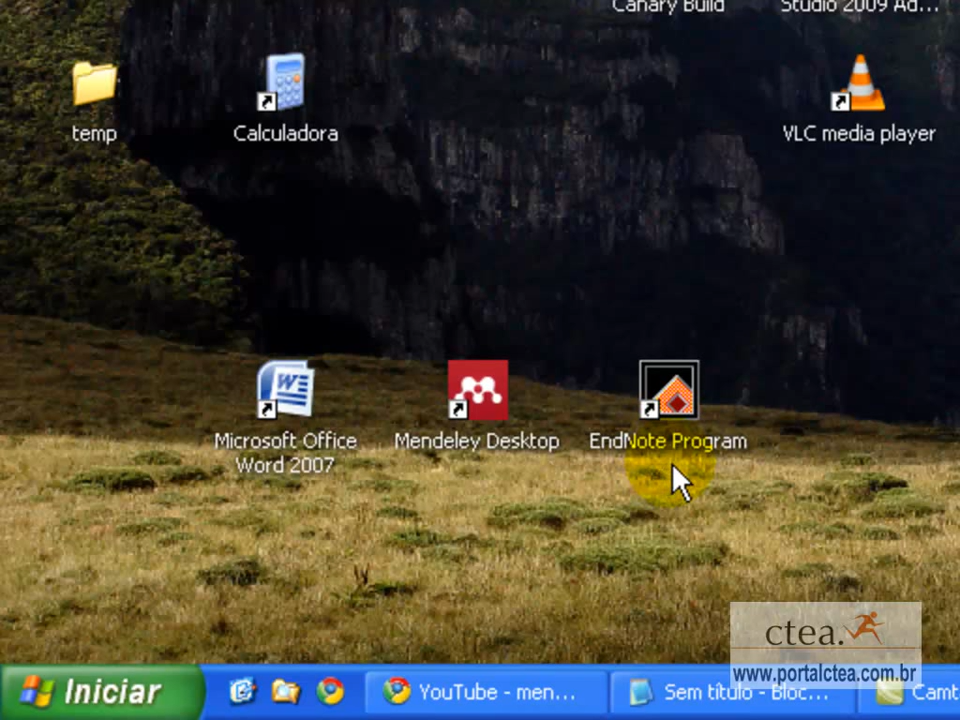 Canary Build
Studio 2009 Ad...
temp
Calculadora
VLC media player
Microsoft Office
Word 2007
Mendeley Desktop
EndNote Program
ctea.
www.portalctea.com.br
Iniciar
YouTube - men...
Sem título - Bloc...
Camt